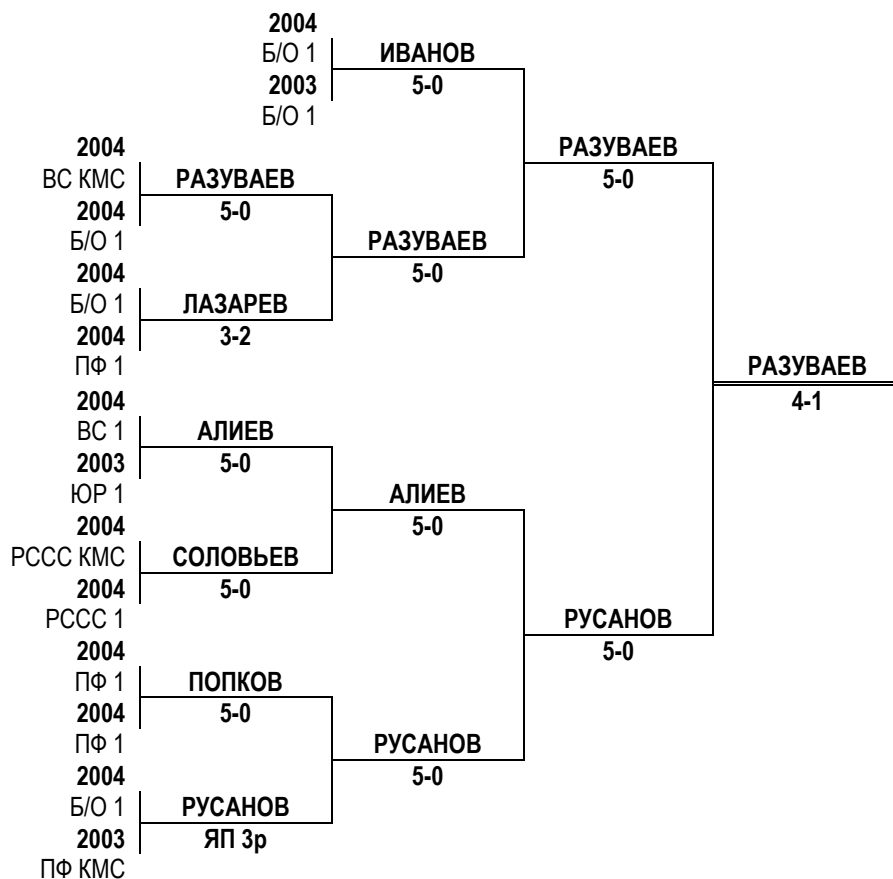 2004
Б/О 1
ИВАНОВ
2003
5-0
Б/О 1
2004
РАЗУВАЕВ
ВС КМС
РАЗУВАЕВ
5-0
2004
5-0
Б/О 1
РАЗУВАЕВ
2004
5-0
Б/О 1
ЛАЗАРЕВ
2004
3-2
ПФ 1
РАЗУВАЕВ
2004
4-1
ВС 1
АЛИЕВ
2003
5-0
ЮР 1
АЛИЕВ
2004
5-0
РССС КМС
СОЛОВЬЕВ
2004
5-0
РССС 1
РУСАНОВ
2004
5-0
ПФ 1
ПОПКОВ
2004
5-0
ПФ 1
РУСАНОВ
2004
5-0
Б/О 1
РУСАНОВ
2003
ЯП 3р
ПФ КМС